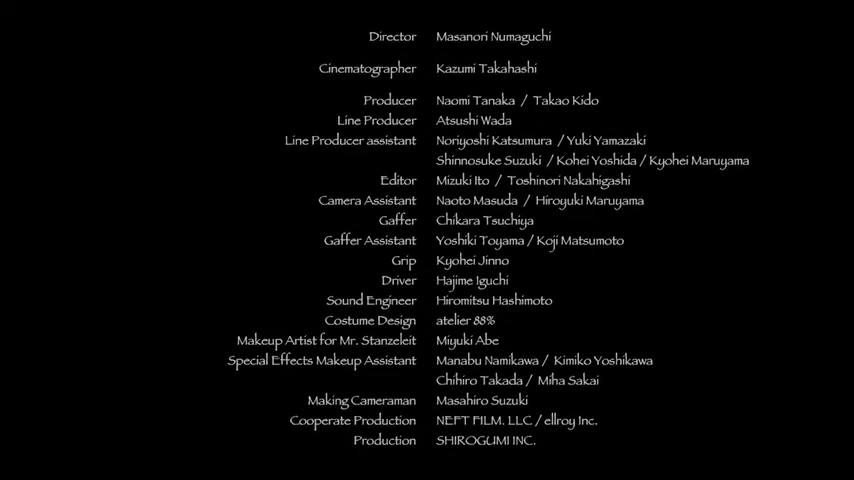 Director Masanori Numaguchi
Cinematographer Kazumi Takahashi
Producer Naomi Tanaka / Takao Kido
Line Producer Atsushi Wada
Line Producer assistant Noriyoshi Katsumura / Yuki Yamazaki
Shinnosuke Suzuki / Kohei Yoshida / Kyohei Maruyama
Editor Mizuki Ito / Toshinori Nakahigashi
Camera Assistant Naoto Masuda / Hiroyuki Maruyama
Gaffer Chikara Tsuchiya
Gaffer Assistant Yoshiki Toyama / Koji Matsumoto
Grip Kyohei Jinno
Driver Hajime Iguchi
Sound Engineer Hiromitsu Hashimoto
Costume Design atelier 88%
Makeup Artist for Mr. Stanzeleit Miyuki Abe
Special Effects Makeup Assistant Manabu Namikawa / Kimiko Yoshikawa
Chihiro Takada / Miha Sakai
Making Cameraman Masahiro Suzuki
Cooperate Production NEFT FILM. LLC / ellroy Inc.
Production SHIROGUMI INC.